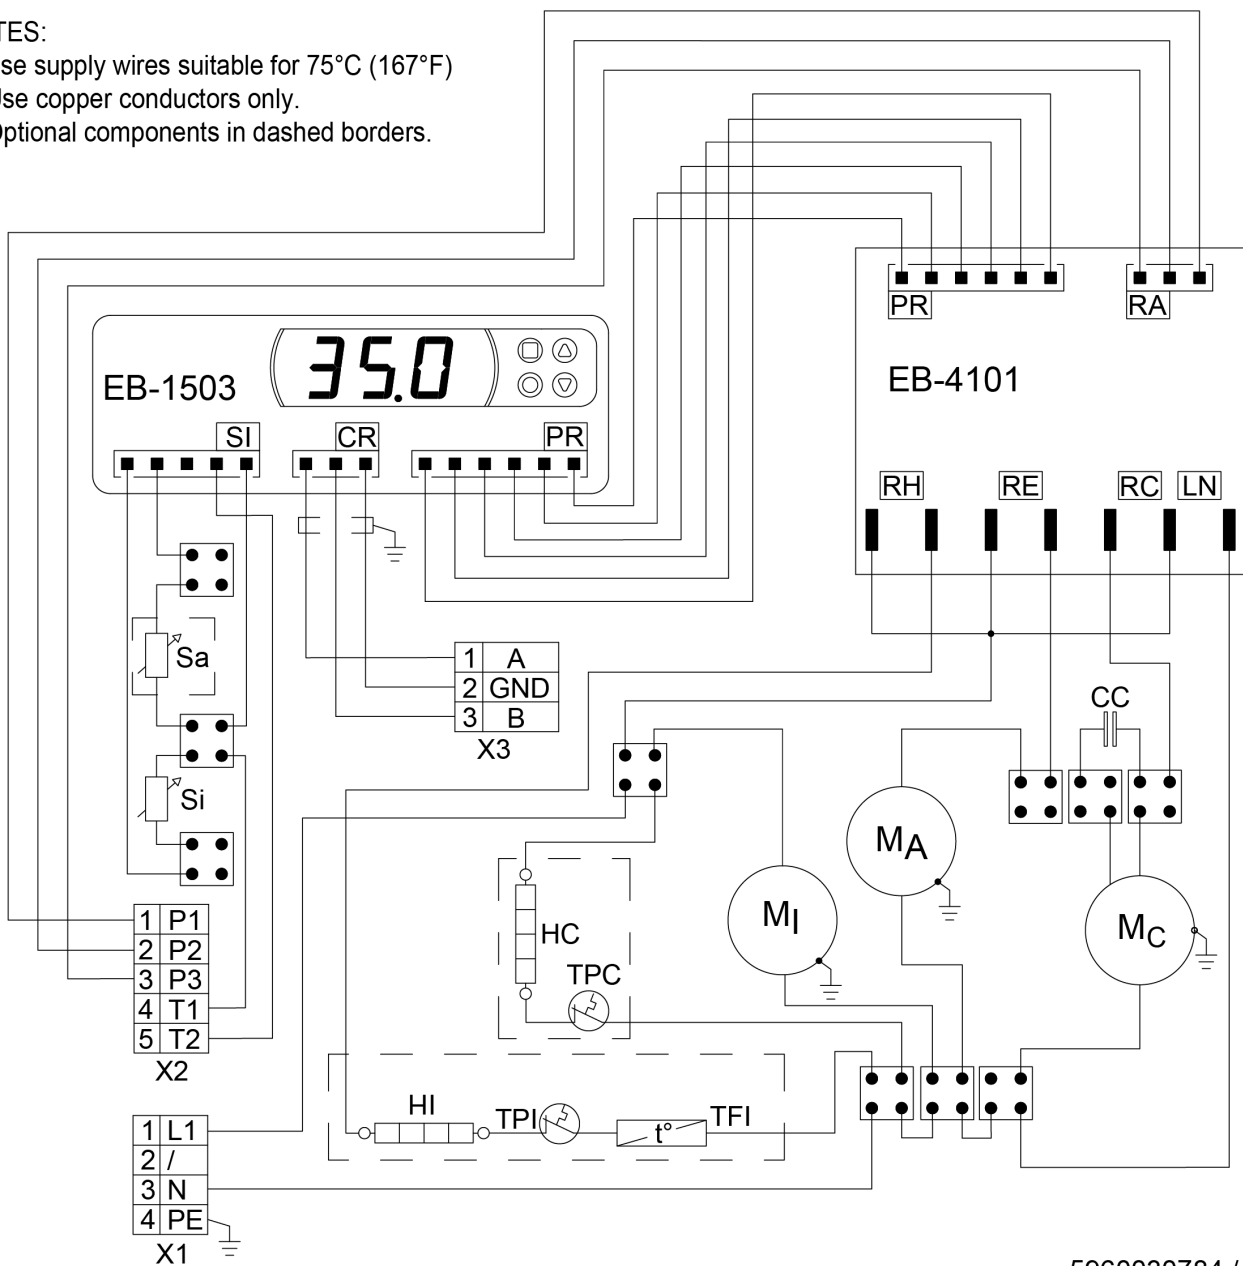 TES:
se supply wires suitable for 75°C (167°F)
se copper conductors only.
ptional components in dashed borders.
PR
RA
EB-4101
EB-1503
35.0
SI
CR
PR
RH
RE
RC
LN
Sa
1 A
2 GND
3 B
X3
CC
Si
MA
MI
MC
HC
TPC
1 P1
2 P2
3 P3
4 T1
5 T2
X2
HI
TPI
t°
TFI
1 L1
2 /
3 N
4 PE
X1